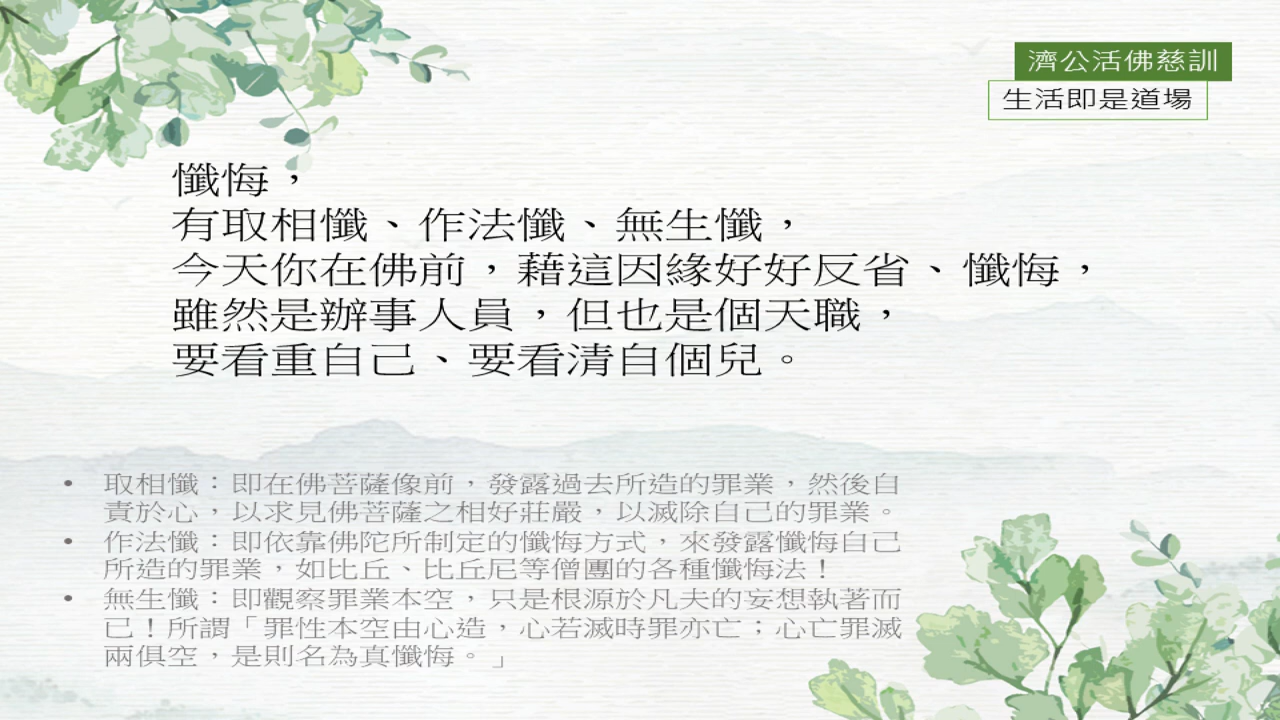 濟公活佛慈訓
生活即是道場
懺悔，
有取相懺、作法懺、無生懺，
今天你在佛前，藉這因緣好好反省、懺悔，
雖然是辦事人員，但也是個天職，
要看重自己、要看清自個兒。
• 取相懺：即在佛菩薩像前，發露過去所造的罪業，然後自
責於心，以求見佛菩薩之相好莊嚴，以滅除自己的罪業。
• 作法懺：即依靠佛陀所制定的懺悔方式，來發露懺悔自己
所造的罪業，如比丘、比丘尼等僧團的各種懺悔法！
• 無生懺：即觀察罪業本空，只是根源於凡夫的妄想執著而
已！所謂「罪性本空由心造，心若滅時罪亦亡；心亡罪滅
兩俱空，是則名為真懺悔。」